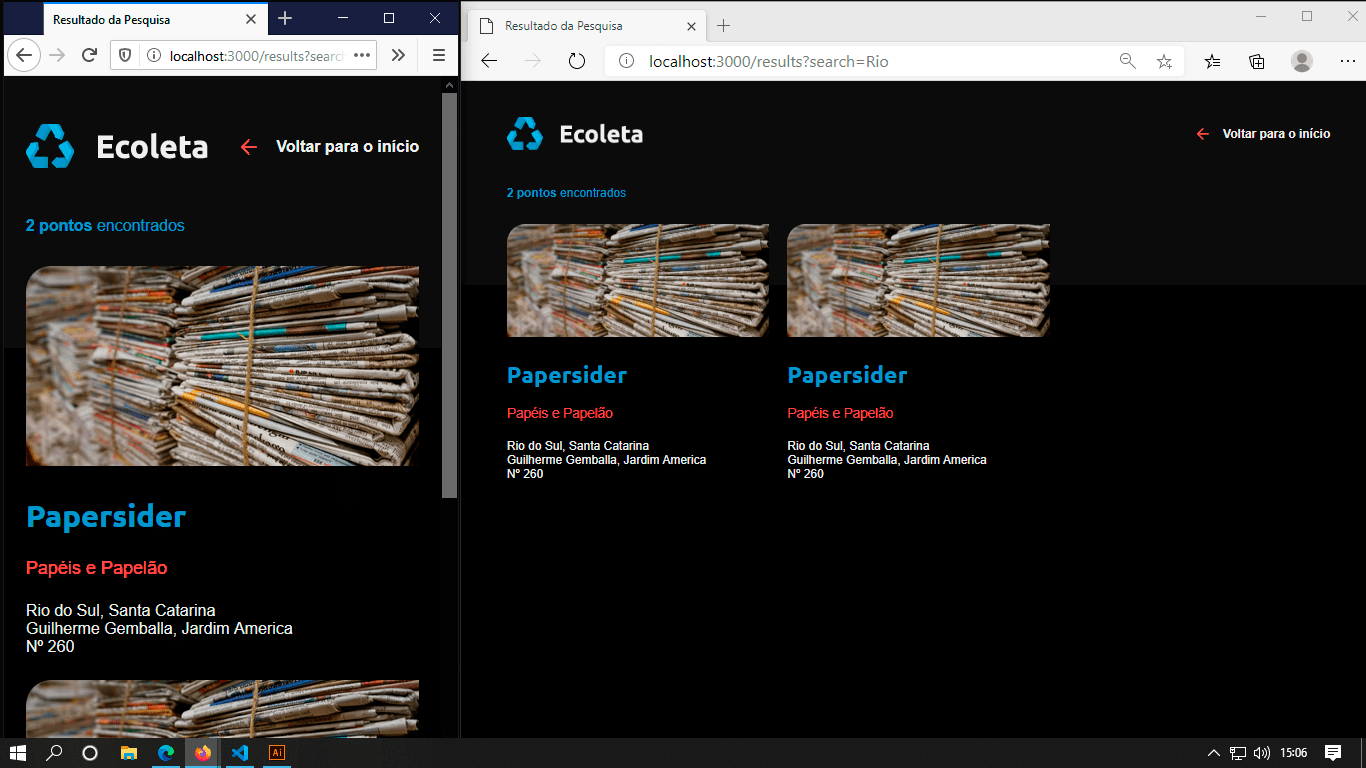 Resultado da Pesquisa
localhost:3000/results?searc
Ecoleta
Voltar para o início
2 pontos encontrados
Papersider
Papéis e Papelão
Rio do Sul, Santa Catarina
Guilherme Gemballa, Jardim America
Nº 260
Resultado da Pesquisa
localhost:3000/results?search=Rio
Ecoleta
Voltar para o início
2 pontos encontrados
Papersider
Papéis e Papelão
Rio do Sul, Santa Catarina
Guilherme Gemballa, Jardim America
Nº 260
Papersider
Papéis e Papelão
Rio do Sul, Santa Catarina
Guilherme Gemballa, Jardim America
Nº 260
Ai
15:06